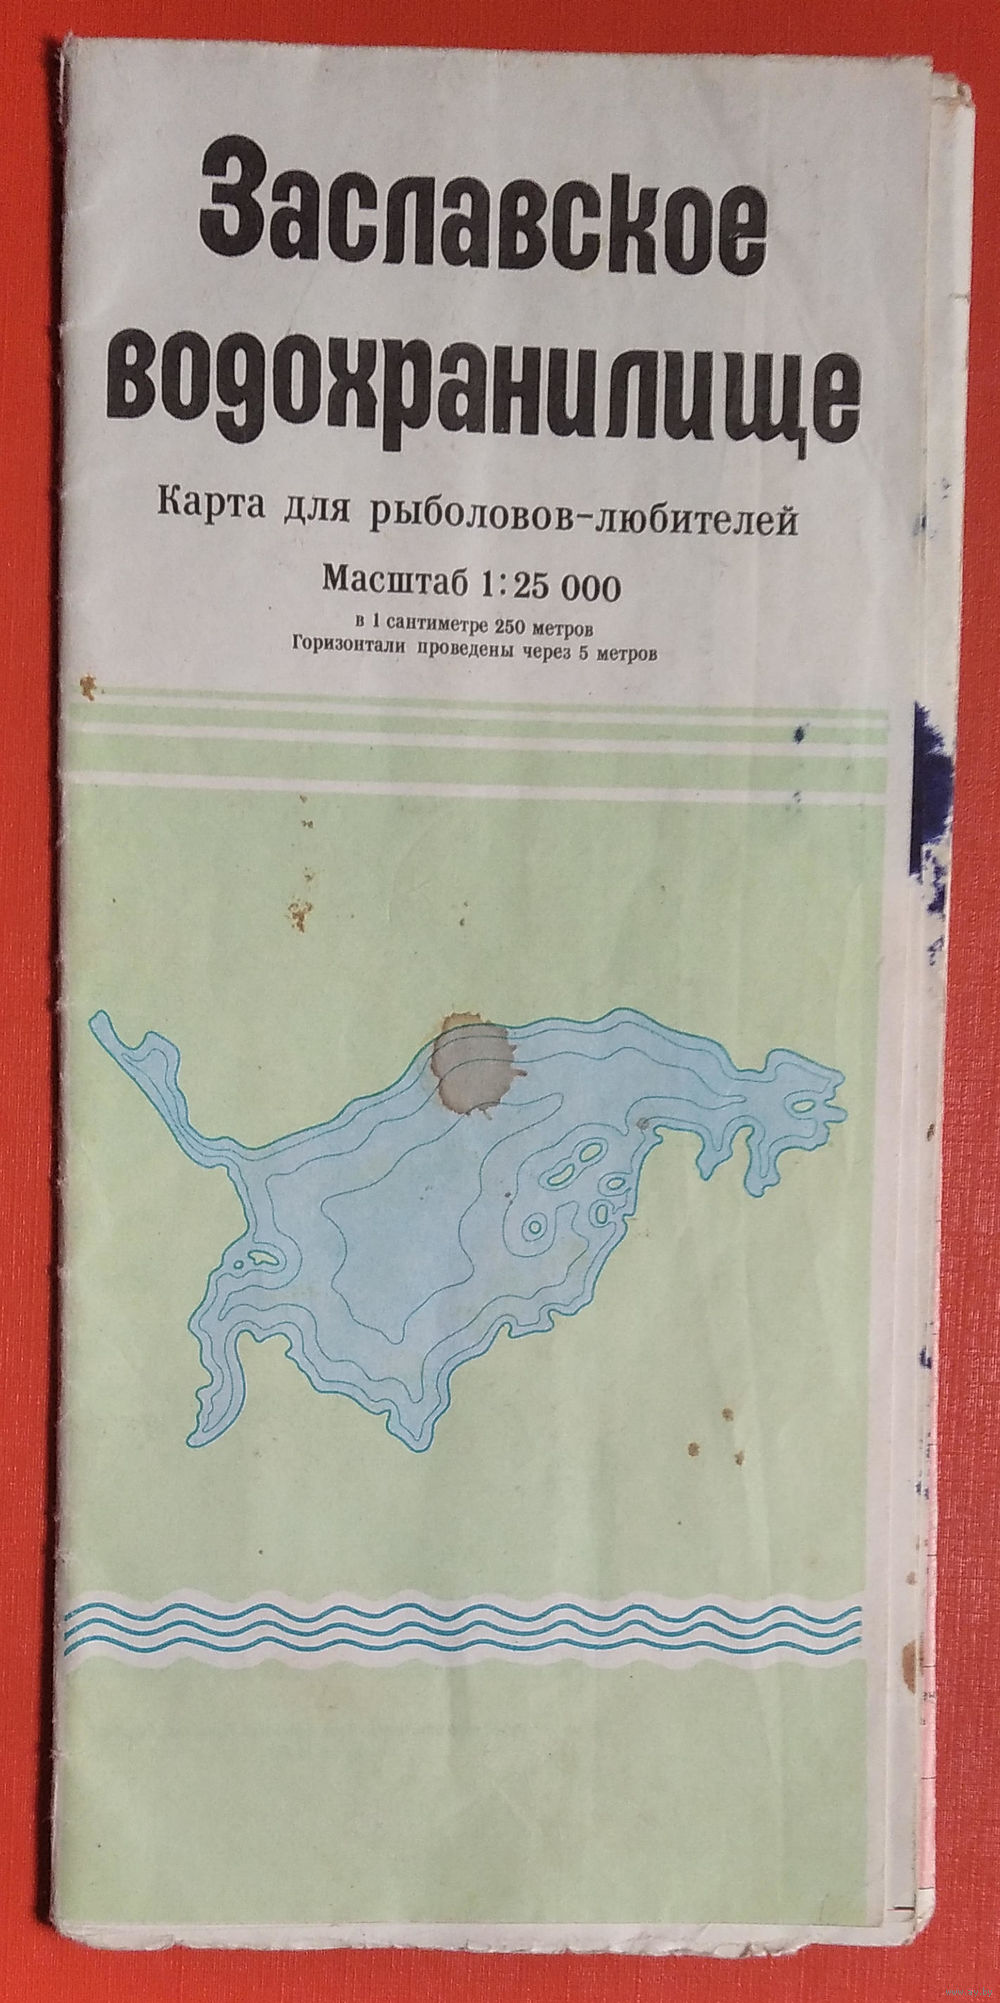 Заславское
водохранилище
Карта для рыболовов-любителей
Масштаб 1:25 000
в 1 сантиметре 250 метров
Горизонтали проведены через 5 метров